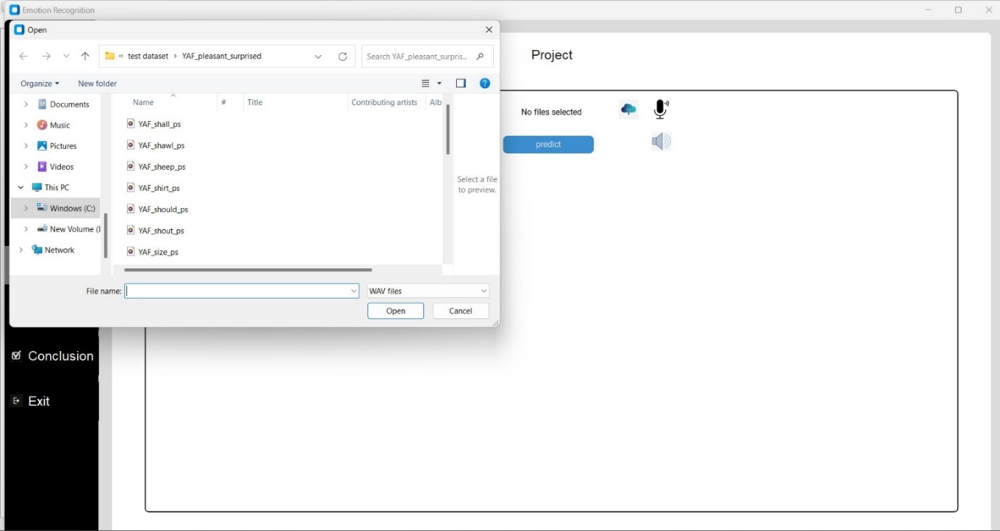 Emotion Recognition
Open
« test dataset › YAF_pleasant_surprised
Search YAF_pleasant_surpris...
Organize
New folder
?
Name # Title Contributing artists Alb
Documents
Music
Pictures
Videos
This PC
Windows (C:)
New Volume (
Network
YAF_shall_ps
YAF_shawl_ps
YAF_sheep_ps
YAF_shirt_ps
YAF_should_ps
YAF_shout_ps
YAF_size_ps
Select a file
to preview.
File name:
WAV files
Open
Cancel
Project
No files selected
predict
Conclusion
Exit